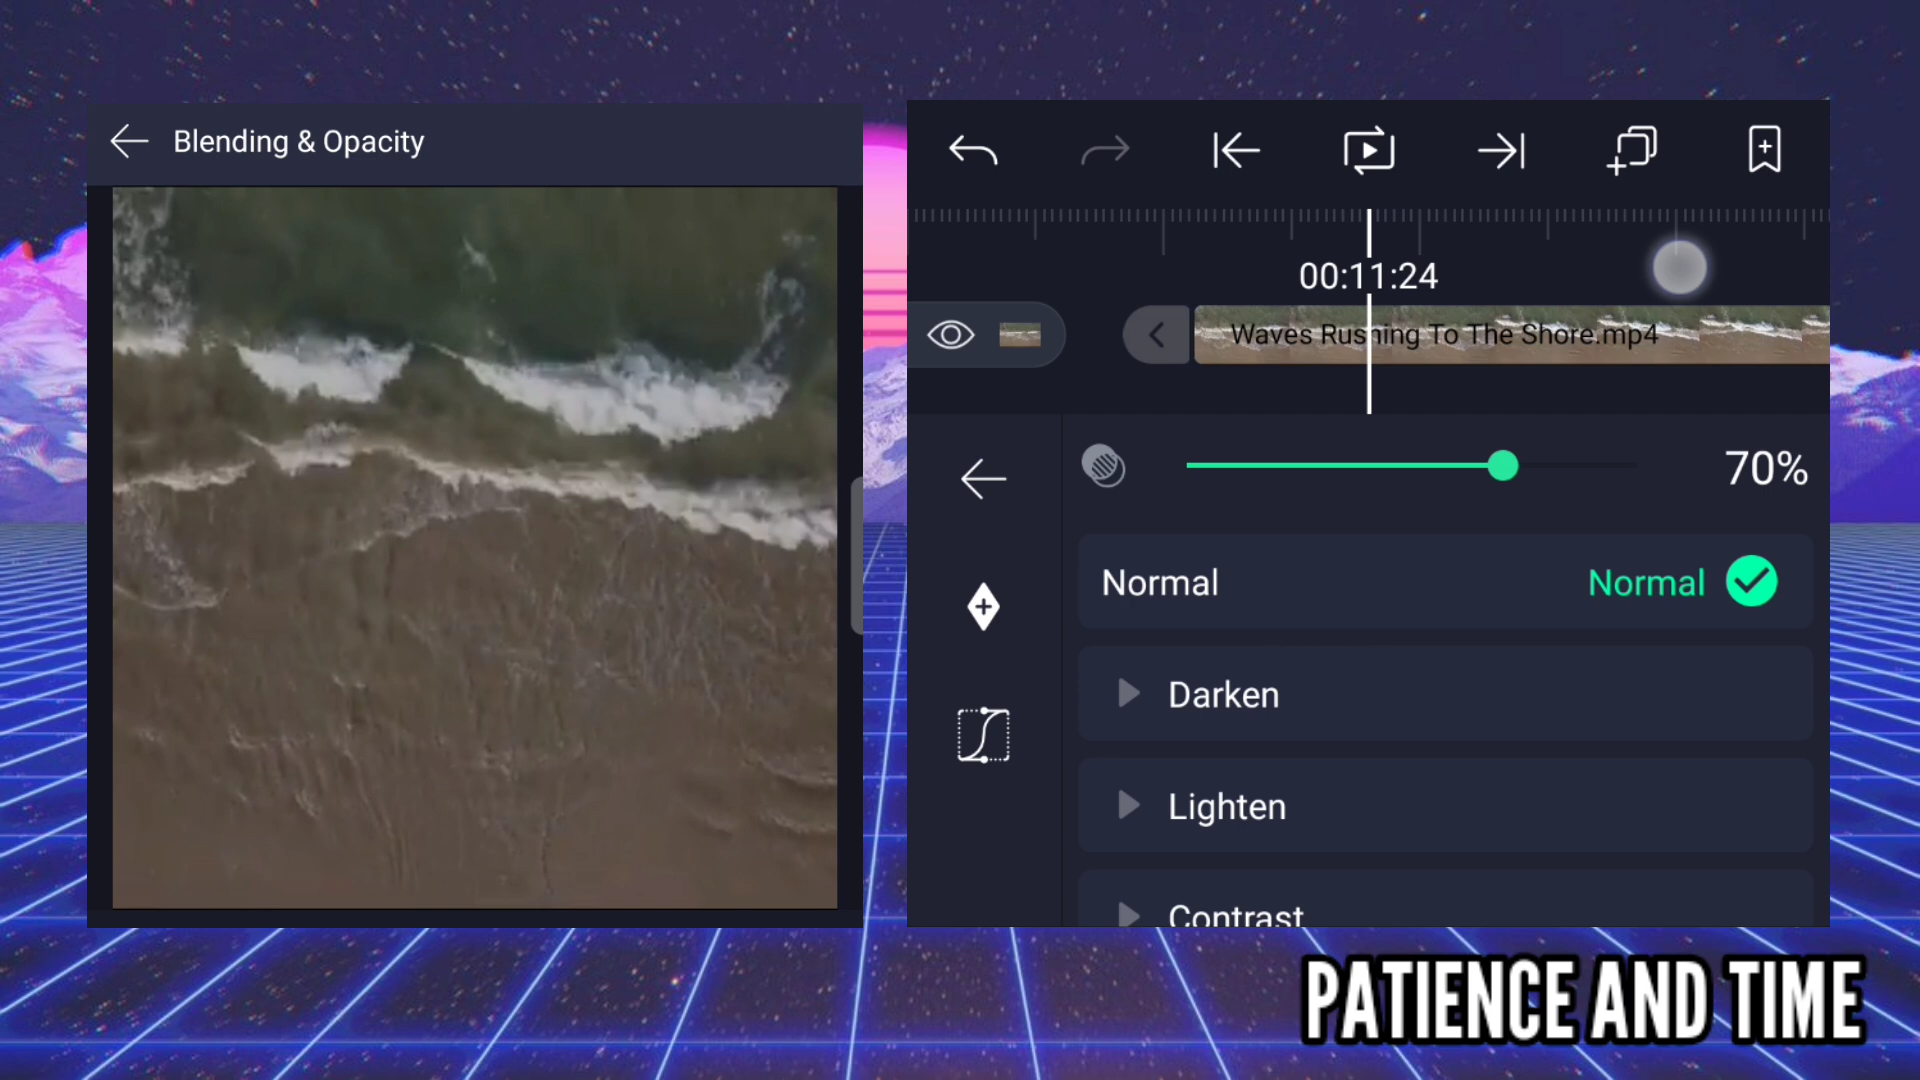 Blending & Opacity
00:11:24
Waves Rushing To The Shore.mp4
70%
Normal
Normal
Darken
Lighten
Contrast
PATIENCE AND TIME